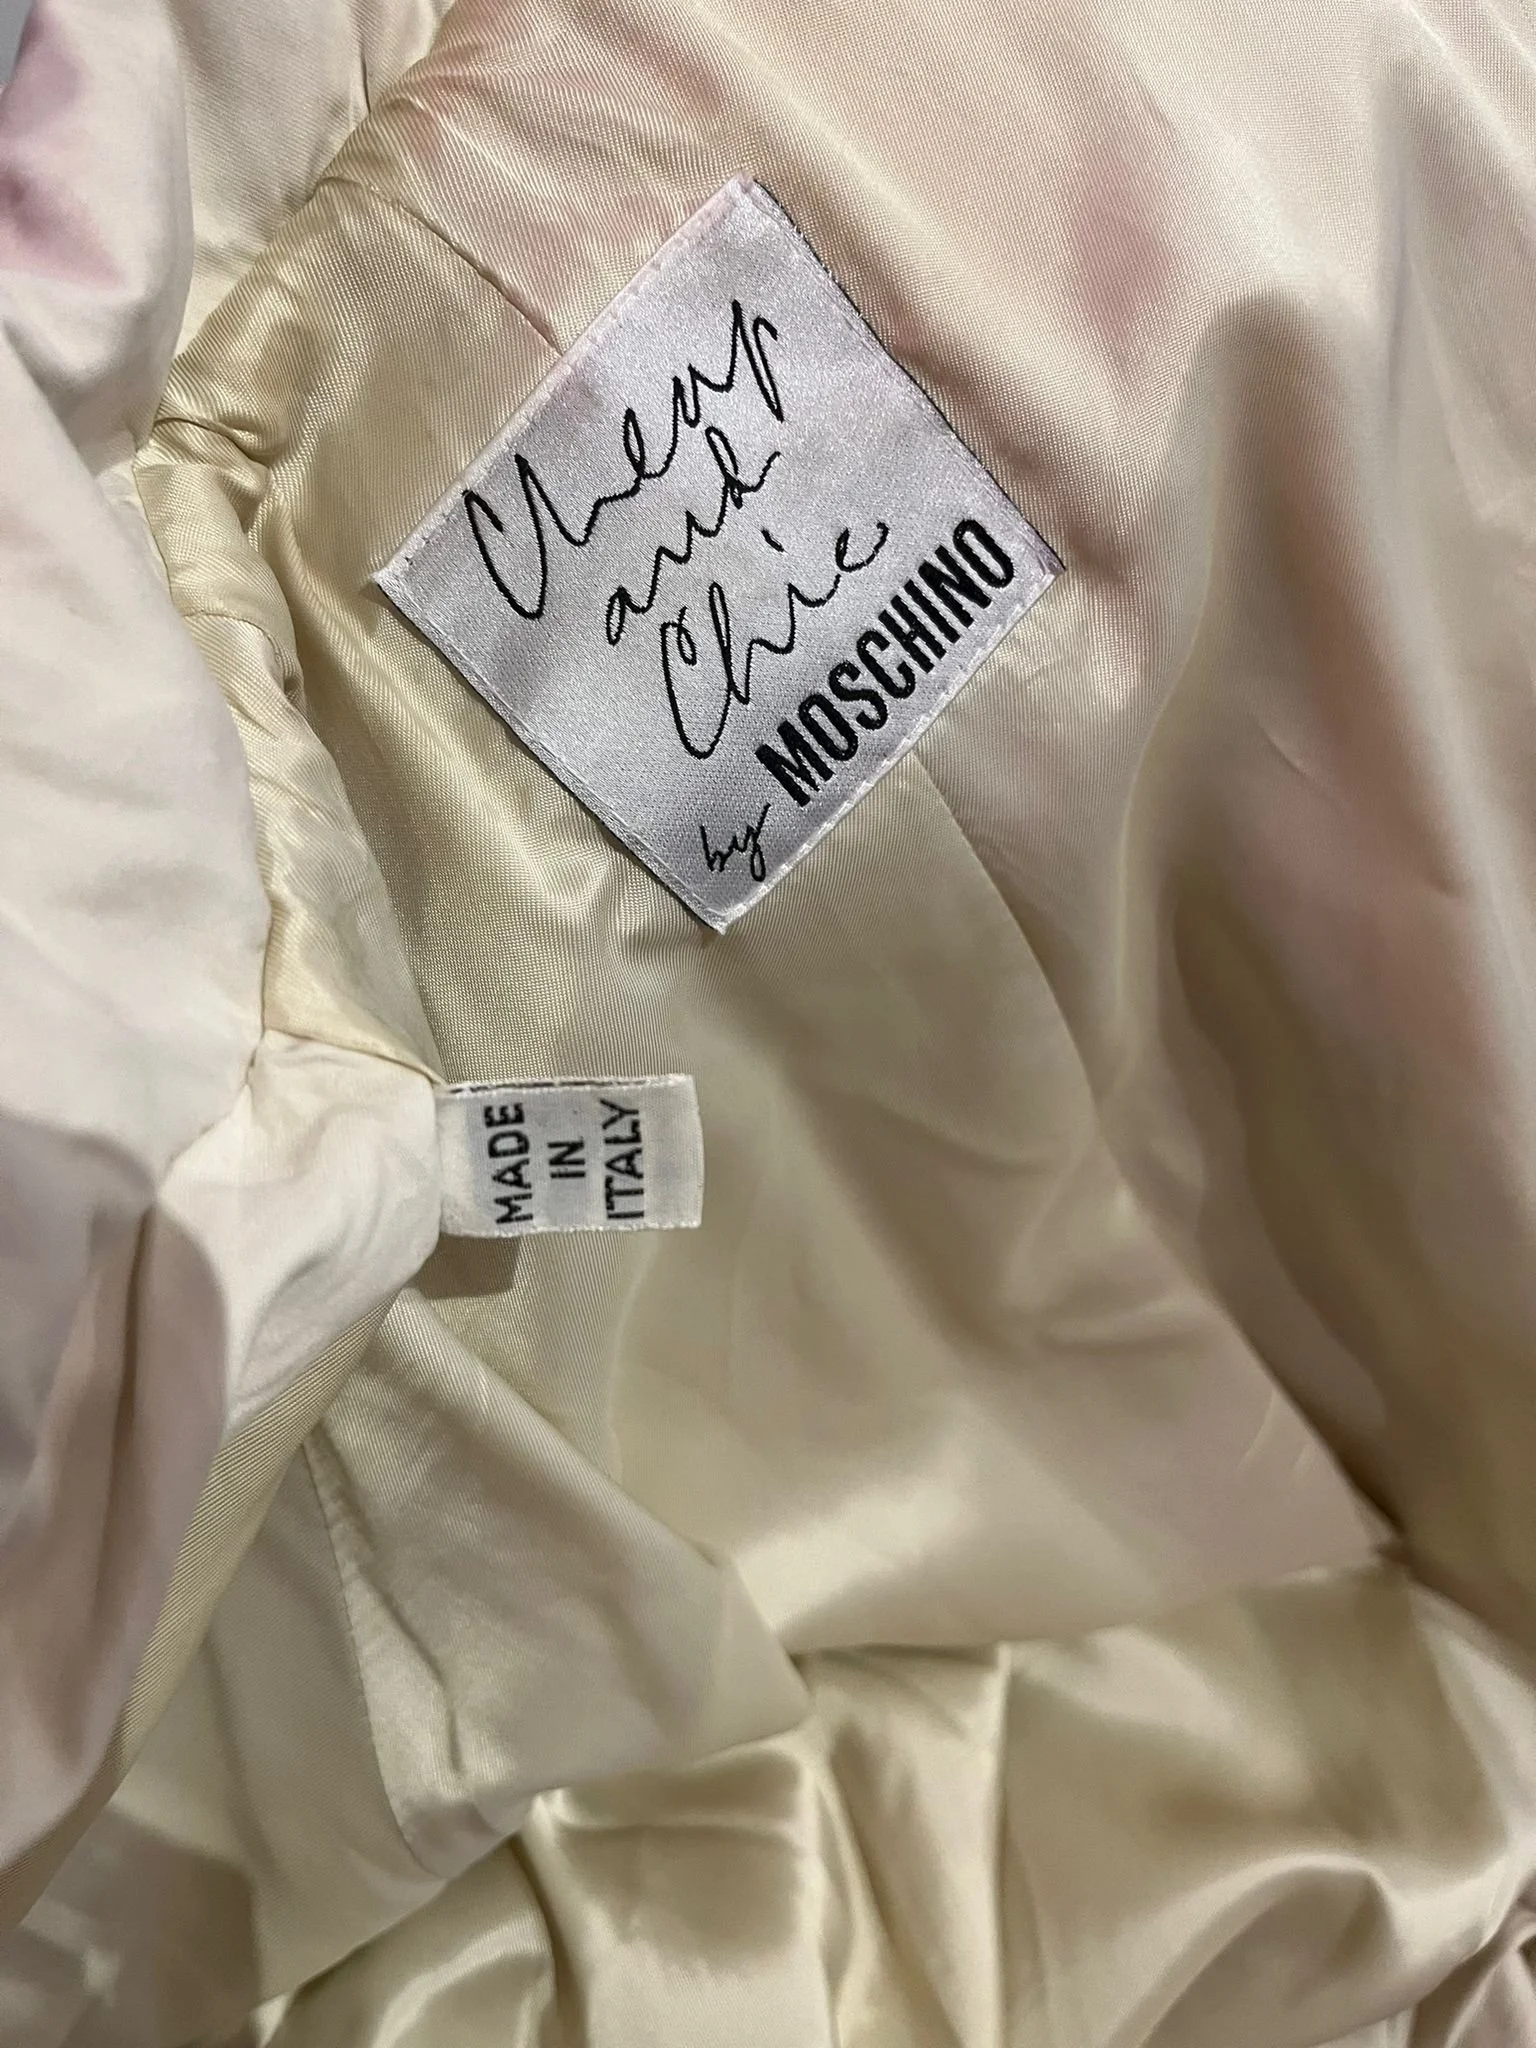 Cheap
and
Chic
by MOSCHINO
MADE
IN
ITALY